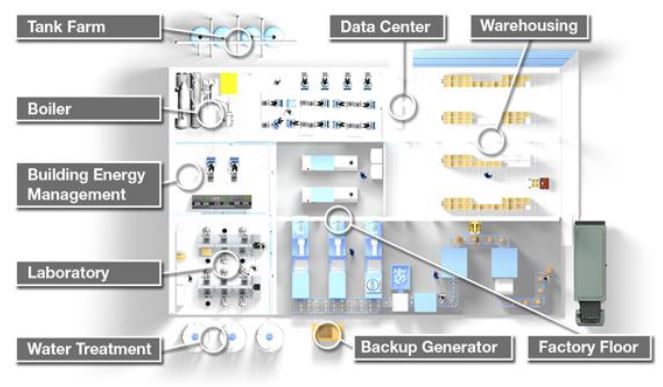 Tank Farm
Data Center
Warehousing
Boiler
Building Energy
Management
Laboratory
Water Treatment
Backup Generator
Factory Floor